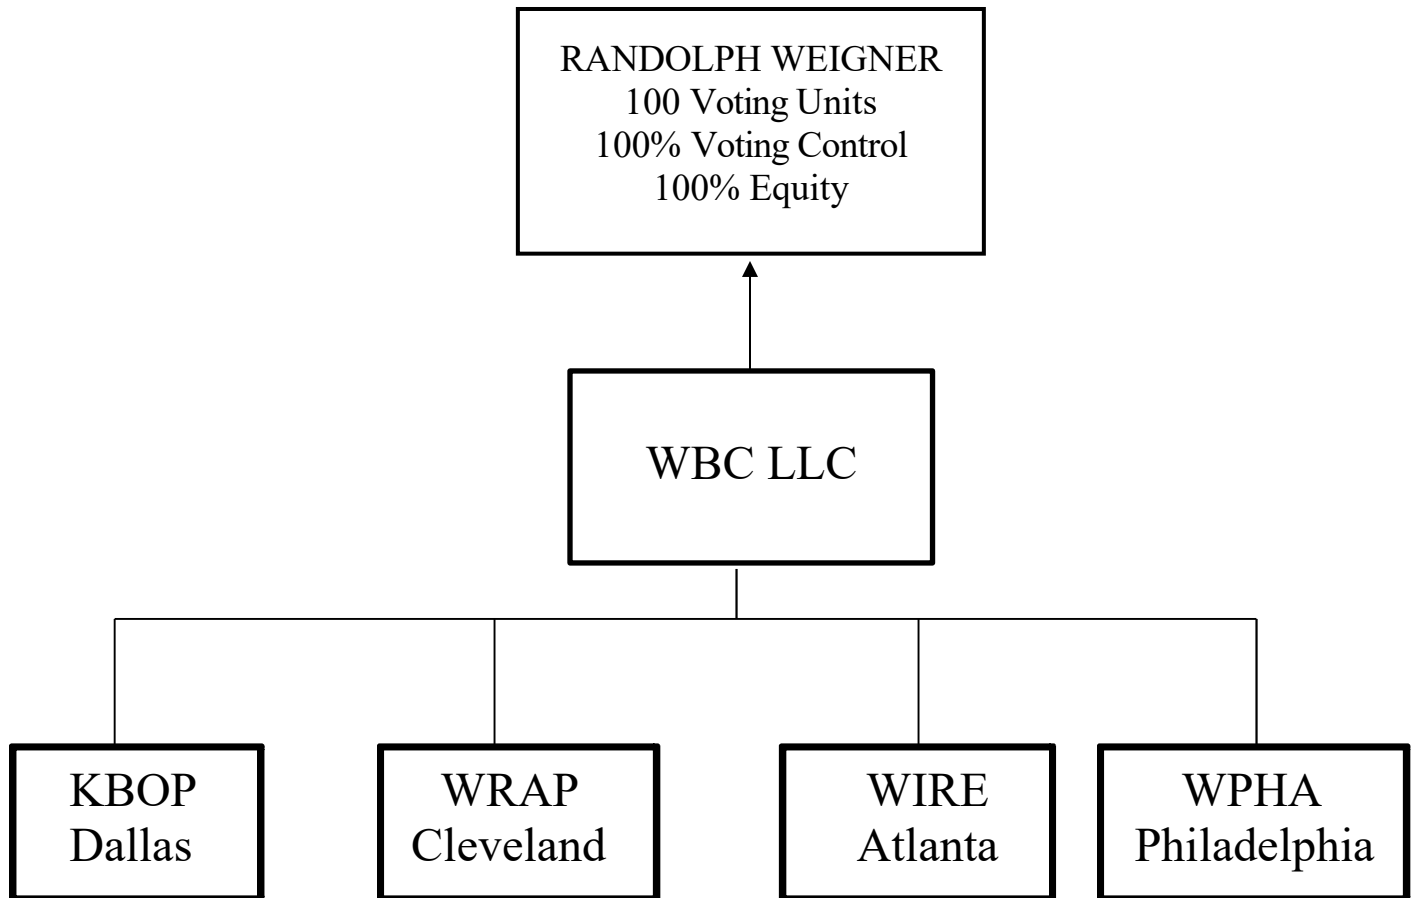 RANDOLPH WEIGNER
100 Voting Units
100% Voting Control
100% Equity
WBC LLC
KBOP
Dallas
WRAP
Cleveland
WIRE
Atlanta
WPHA
Philadelphia